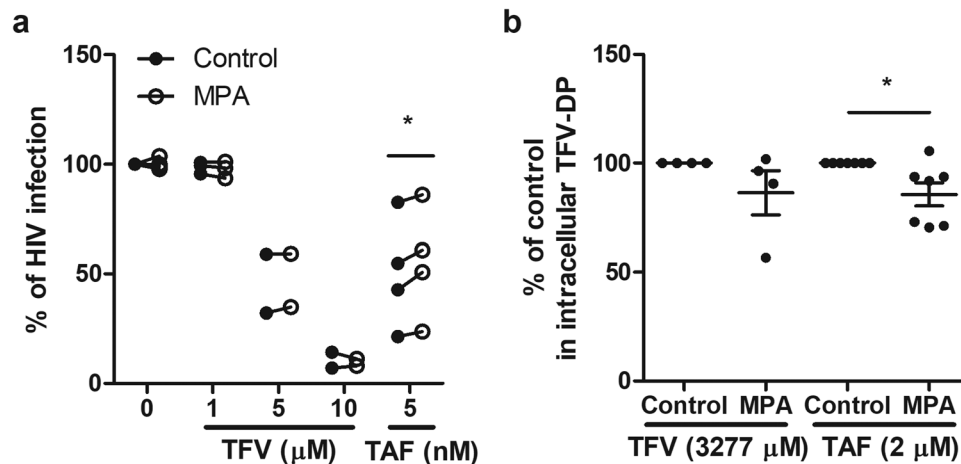 a
% of HIV infection
150
100
50
0
Control
MPA
*
0 1 5 10 5
TFV (μM) TAF (nM)
b
% of control
in intracellular TFV-DP
150
100
50
0
*
Control MPA Control MPA
TFV (3277 μM) TAF (2 μM)